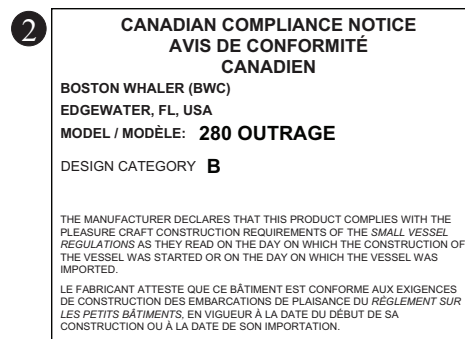 2
CANADIAN COMPLIANCE NOTICE
AVIS DE CONFORMITÉ
CANADIEN
BOSTON WHALER (BWC)
EDGEWATER, FL, USA
MODEL / MODÈLE: 280 OUTRAGE
DESIGN CATEGORY B
THE MANUFACTURER DECLARES THAT THIS PRODUCT COMPLIES WITH THE
PLEASURE CRAFT CONSTRUCTION REQUIREMENTS OF THE SMALL VESSEL
REGULATIONS AS THEY READ ON THE DAY ON WHICH THE CONSTRUCTION OF
THE VESSEL WAS STARTED OR ON THE DAY ON WHICH THE VESSEL WAS
IMPORTED.
LE FABRICANT ATTESTE QUE CE BÂTIMENT EST CONFORME AUX EXIGENCES
DE CONSTRUCTION DES EMBARCATIONS DE PLAISANCE DU RÈGLEMENT SUR
LES PETITS BÂTIMENTS, EN VIGUEUR À LA DATE DU DÉBUT DE SA
CONSTRUCTION OU À LA DATE DE SON IMPORTATION.